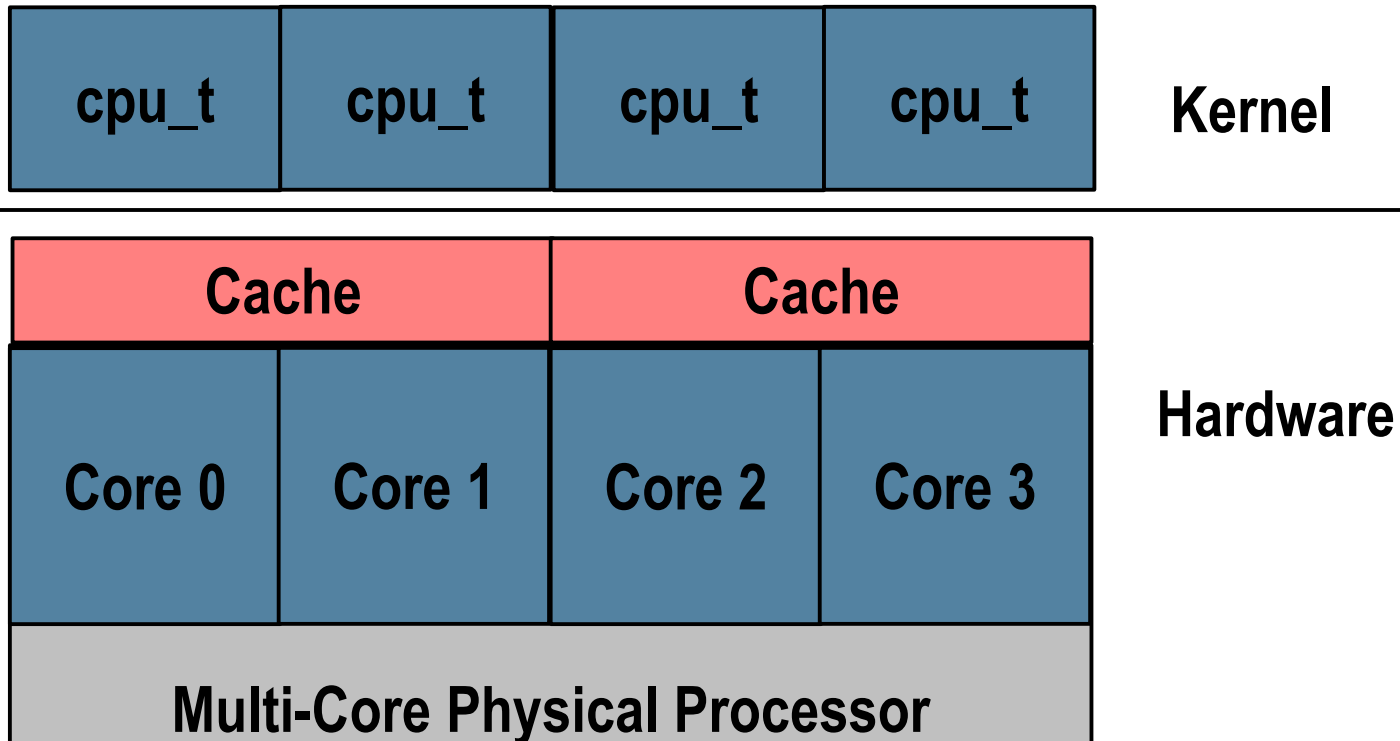 cpu_t cpu_t cpu_t cpu_t Kernel
Cache Cache
Hardware
Core 0 Core 1 Core 2 Core 3
Multi-Core Physical Processor